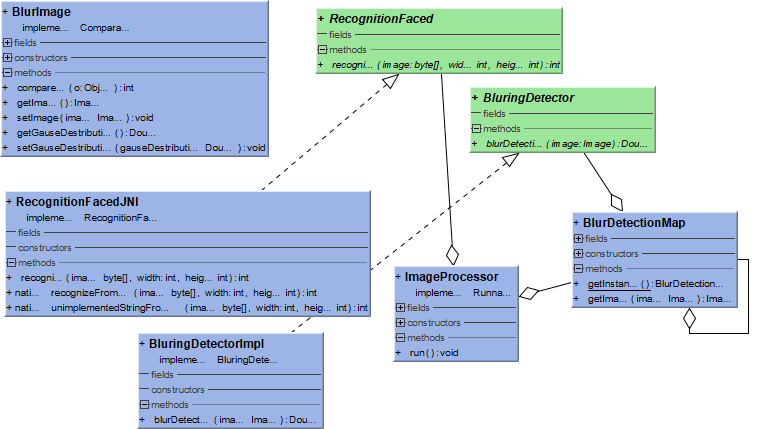 + BlurImage
impleme... Compara...
fields
constructors
methods
+ compare... (o:Obj... ):int
+ getIma... ():Ima...
+ setImage(ima... Ima...):void
+ getGauseDestributi... ():Dou...
+ setGauseDestributi... (gauseDestributi... Dou... ):void
+ RecognitionFaced
fields
methods
+ recogni... (image:byte[], wid... int, heig... int):int
+ BluringDetector
fields
methods
+ blurDetecti... (image:Image):Dou...
+ RecognitionFacedJNI
impleme... RecognitionFa...
fields
constructors
methods
+ recogni... (ima... byte[], width:int, heig... int):int
+ nati... recognizeFrom... (ima... byte[], width:int, heig... int):int
+ nati... unimplementedStringFro... (ima... byte[], width:int, heig... int):int
+ BlurDetectionMap
fields
constructors
methods
+ getInstan... ():BlurDetection...
+ getIma... (ima... Ima... ):Ima...
+ ImageProcessor
impleme... Runna...
fields
constructors
methods
+ run():void
+ BluringDetectorImpl
impleme... BluringDete...
fields
constructors
methods
+ blurDetect... (ima... Ima... ):Dou...